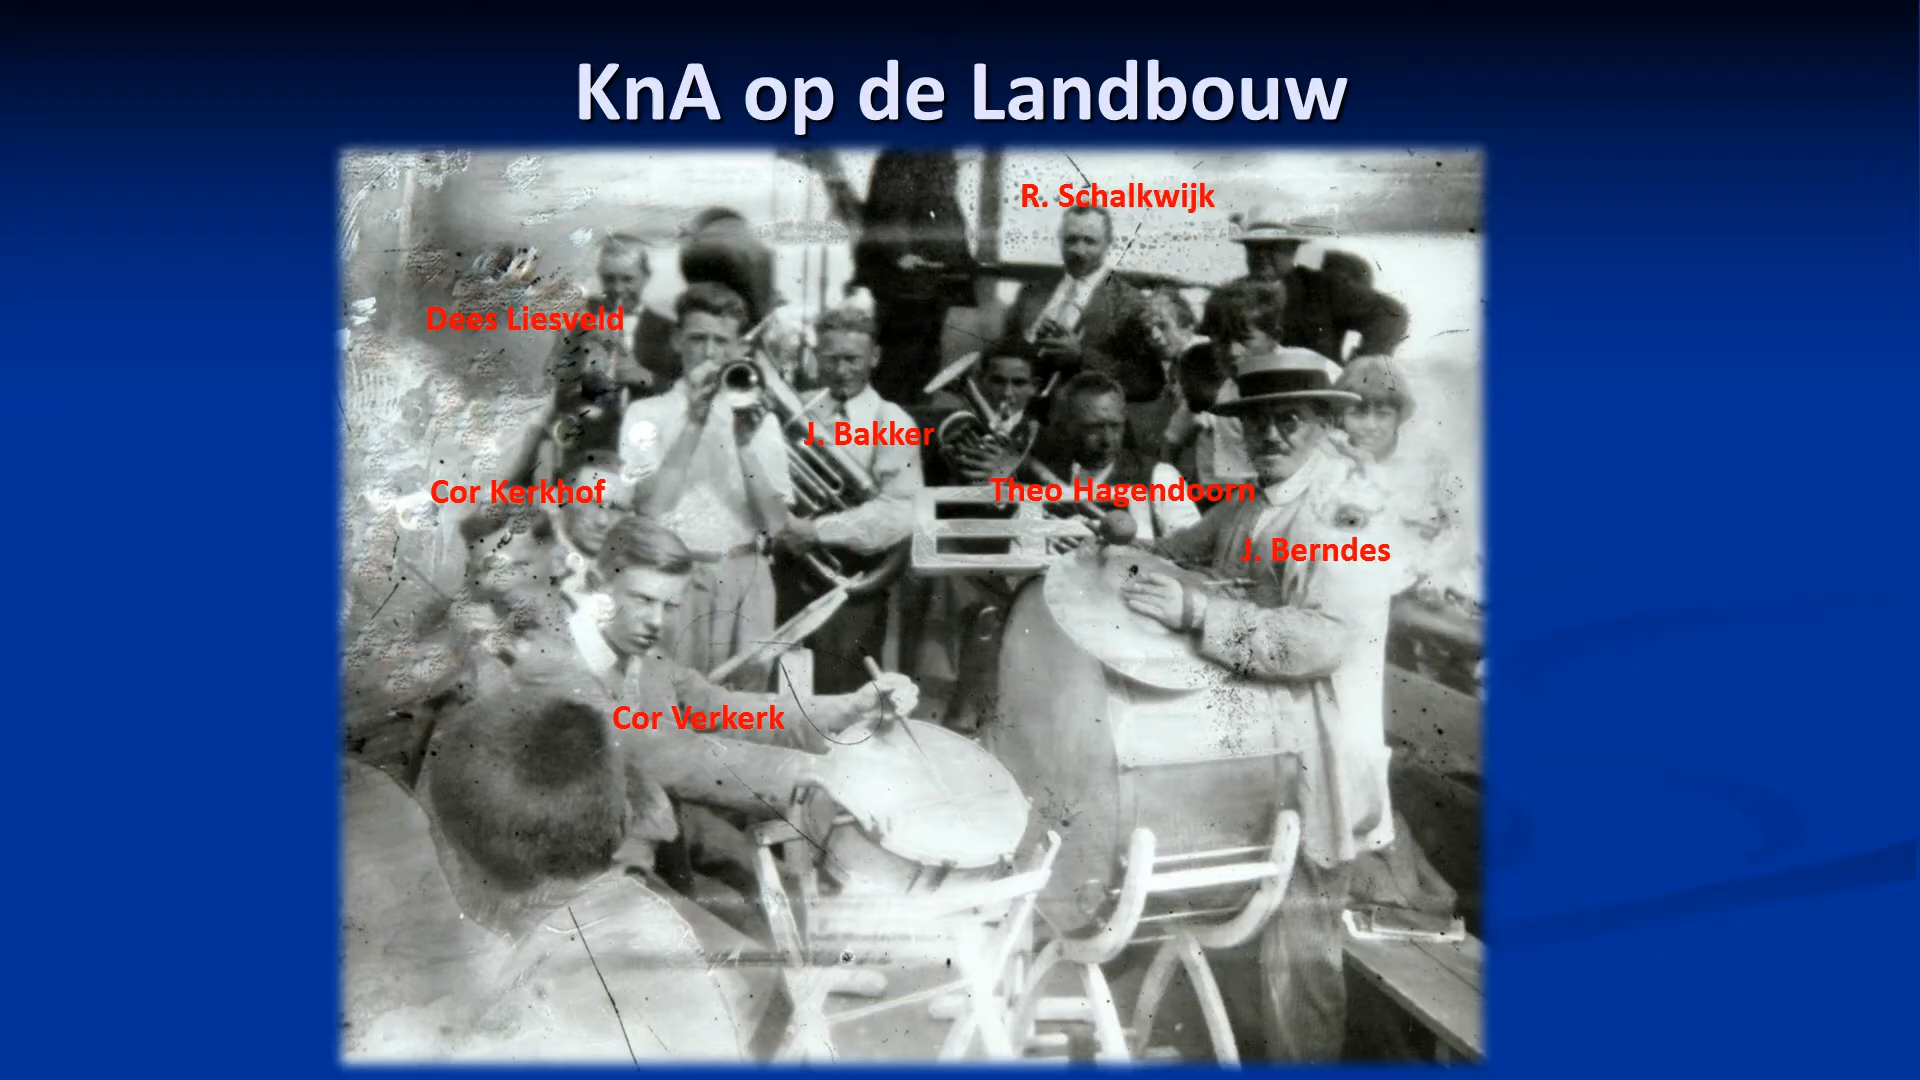 KnA op de Landbouw
R. Schalkwijk
Dees Liesveld
J. Bakker
Cor Kerkhof
Theo Hagendoorn
J. Berndes
Cor Verkerk